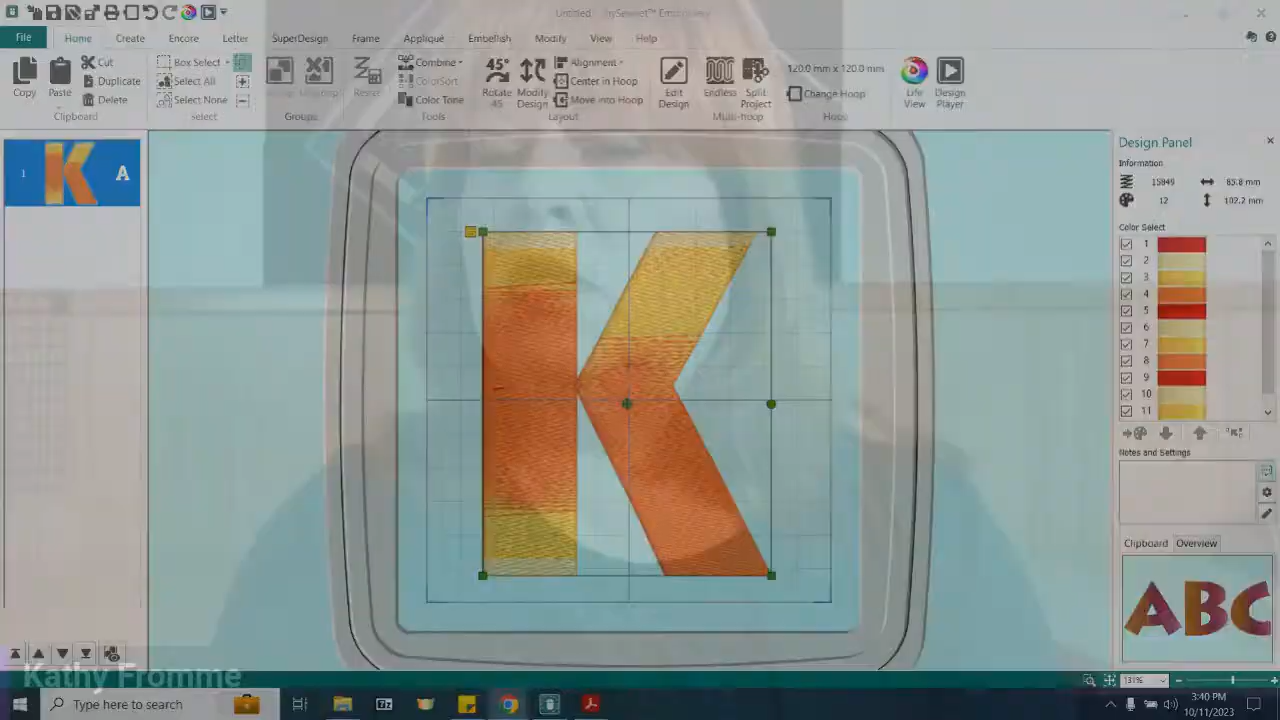 Untitled
File Home Create Encore Letter SuperDesign Frame Appliqué Embellish Modify View Help
Copy
Paste
Cut
Duplicate
Delete
Clipboard
Box Select
Select All
Select None
select
Groups
Combine
ColorSort
Color Tone
Tools
45°
Rotate
45
Modify
Design
Alignment
Center in Hoop
Move into Hoop
Layout
Edit
Design
Endless
Split
Project
Multi-hoop
120.0 mm x 120.0 mm
Change Hoop
Hoop
Life
View
Design
Player
1 K A
K
Design Panel
Information
15849 85.8 mm
12 102.2 mm
Color Select
1
2
3
4
5
6
7
8
9
10
11
Notes and Settings
Clipboard Overview
ABC
Kathy Fromme
131%
Type here to search
3:40 PM
10/11/2023